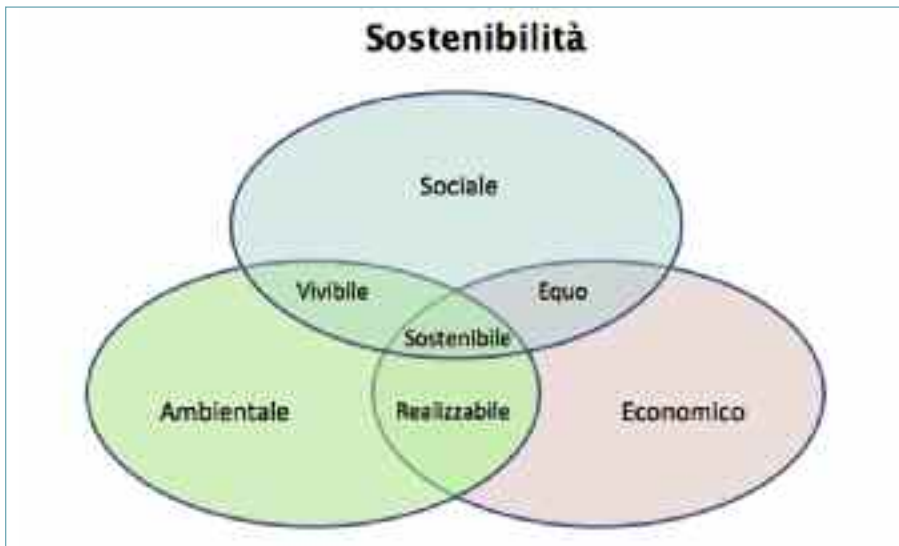 Sostenibilità
Sociale
Vivibile
Equo
Sostenibile
Ambientale
Realizzabile
Economico